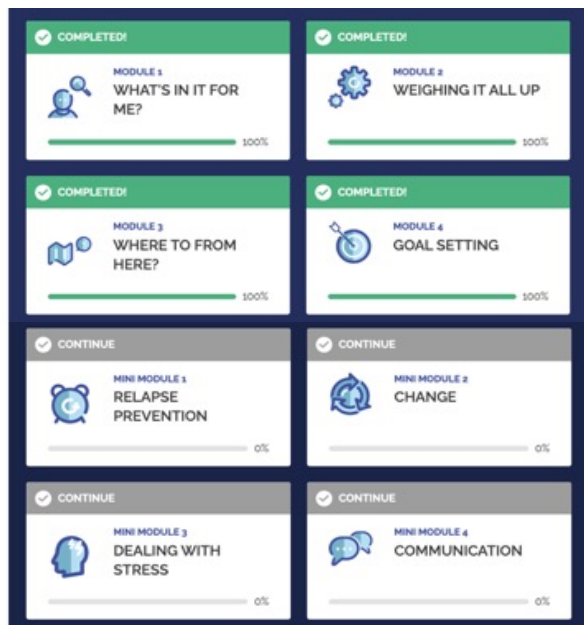 COMPLETED!
MODULE 1
WHAT'S IN IT FOR
ME?
100%
COMPLETED!
MODULE 2
WEIGHING IT ALL UP
100%
COMPLETED!
MODULE 3
WHERE TO FROM
HERE?
100%
COMPLETED!
MODULE 4
GOAL SETTING
100%
CONTINUE
MINI MODULE 1
RELAPSE
PREVENTION
0%
CONTINUE
MINI MODULE 2
CHANGE
0%
CONTINUE
MINI MODULE 3
DEALING WITH
STRESS
0%
CONTINUE
MINI MODULE 4
COMMUNICATION
0%